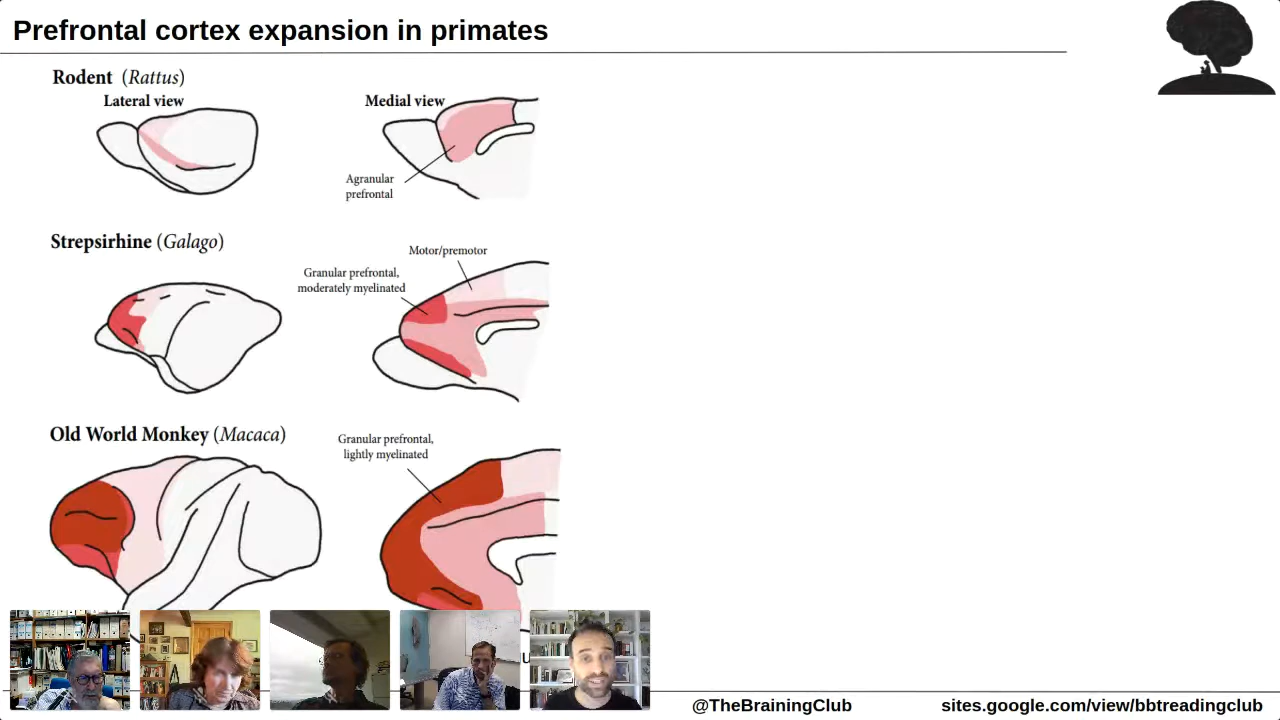 Prefrontal cortex expansion in primates
Rodent (Rattus)
Lateral view
Medial view
Agranular
prefrontal
Strepsirhine (Galago)
Motor/premotor
Granular prefrontal,
moderately myelinated
Old World Monkey (Macaca)
Granular prefrontal,
lightly myelinated
@TheBrainingClub
sites.google.com/view/bbtreadingclub